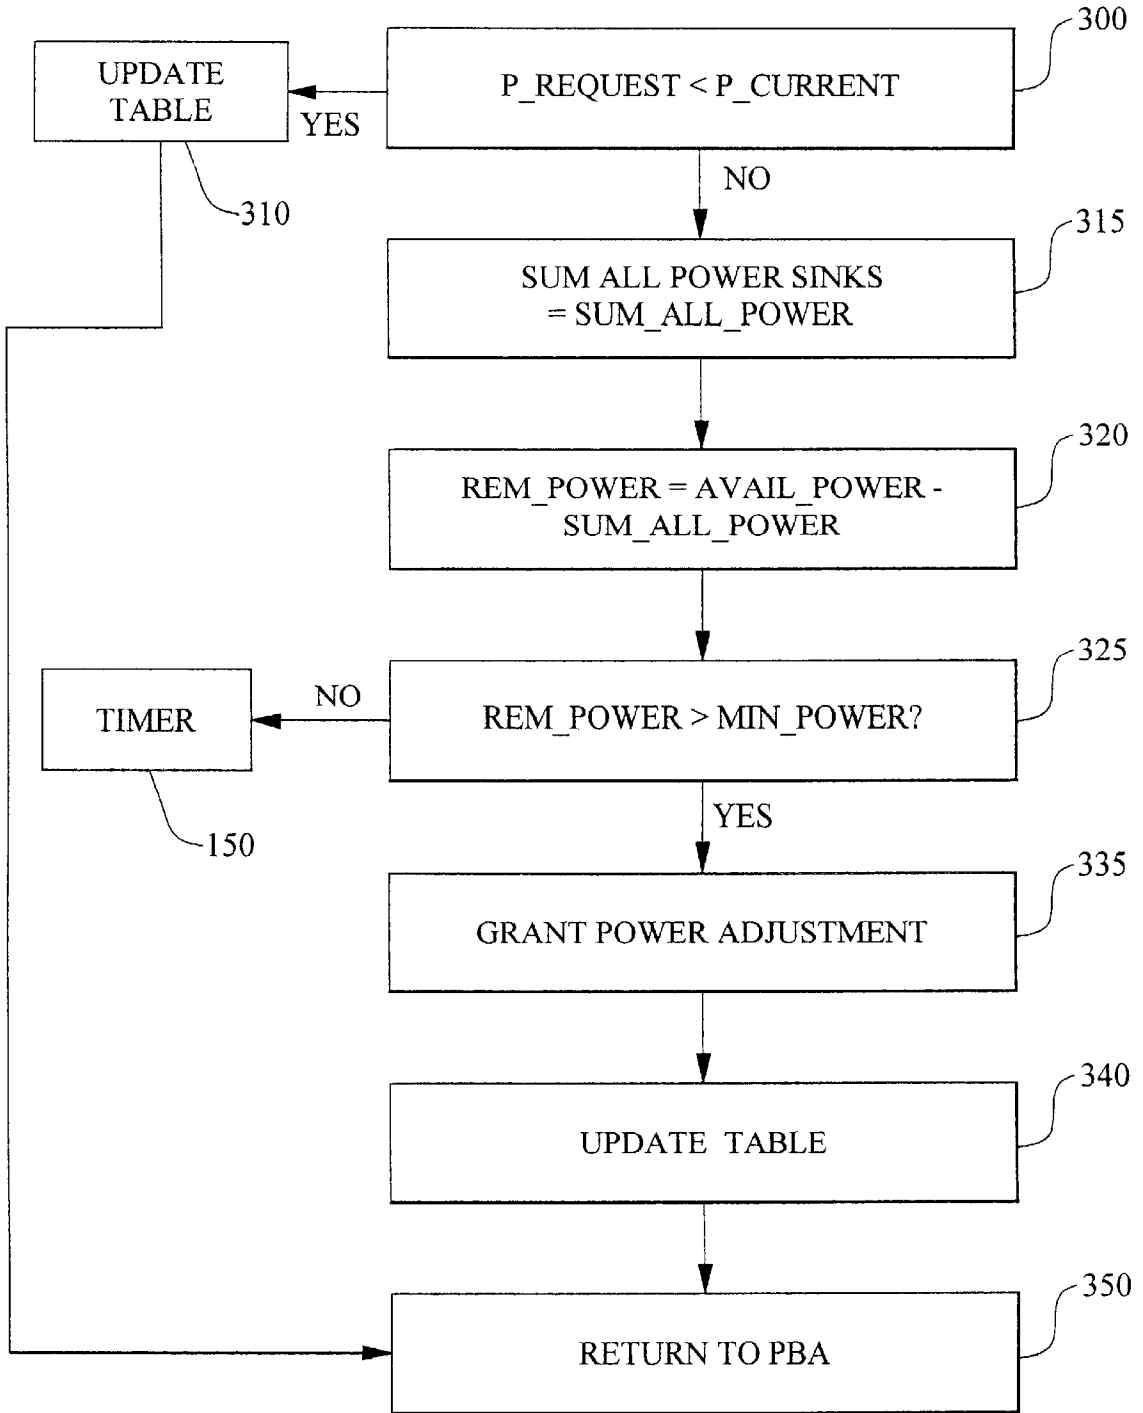 300
UPDATE
TABLE
P_REQUEST < P_CURRENT
YES
NO
310
315
SUM ALL POWER SINKS
= SUM_ALL_POWER
320
REM_POWER = AVAIL_POWER -
SUM_ALL_POWER
325
TIMER
NO
REM_POWER > MIN_POWER?
YES
150
335
GRANT POWER ADJUSTMENT
340
UPDATE TABLE
350
RETURN TO PBA